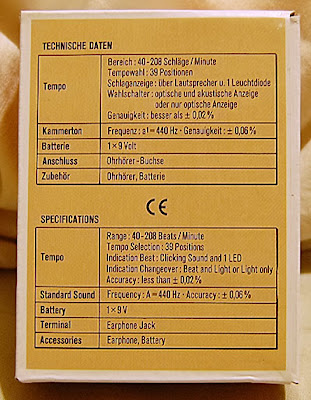 TECHNISCHE DATEN
Bereich : 40-208 Schläge / Minute
Tempowahl : 39 Positionen
Tempo
Schlaganzeige : über Lautsprecher u. 1 Leuchtdiode
Wahlschalter : optische und akustische Anzeige
oder nur optische Anzeige
Genauigkeit : besser als ± 0,02%
Kammerton Frequenz : a1 = 440 Hz · Genauigkeit : ± 0,06%
Batterie 1 × 9 Volt
Anschluss Ohrhörer - Buchse
Zubehör Ohrhörer, Batterie
CE
SPECIFICATIONS
Range : 40-208 Beats / Minute
Tempo Selection : 39 Positions
Tempo Indication Beat : Clicking Sound and 1 LED
Indication Changeover : Beat and Light or Light only
Accuracy : less than ± 0,02%
Standard Sound Frequency : A = 440 Hz · Accuracy : ± 0,06%
Battery 1 × 9 V
Terminal Earphone Jack
Accessories Earphone, Battery